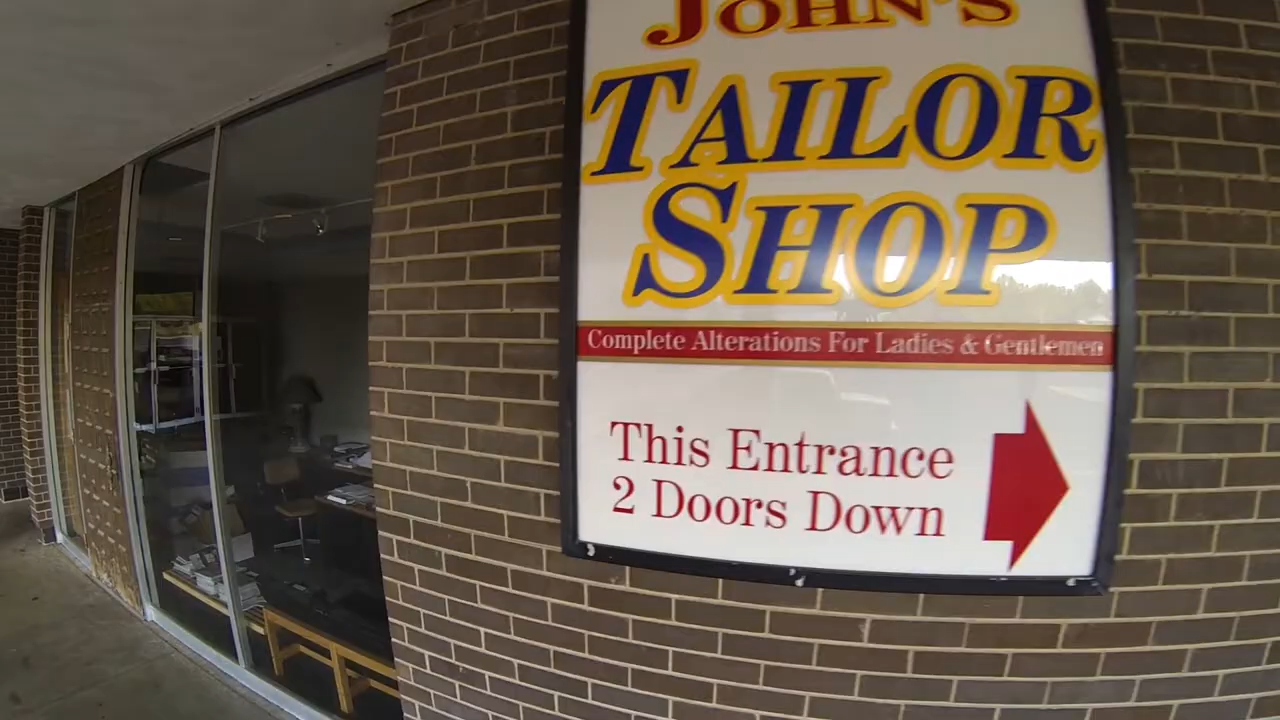 JOHN'S
TAILOR
SHOP
Complete Alterations For Ladies & Gentlemen
This Entrance
2 Doors Down